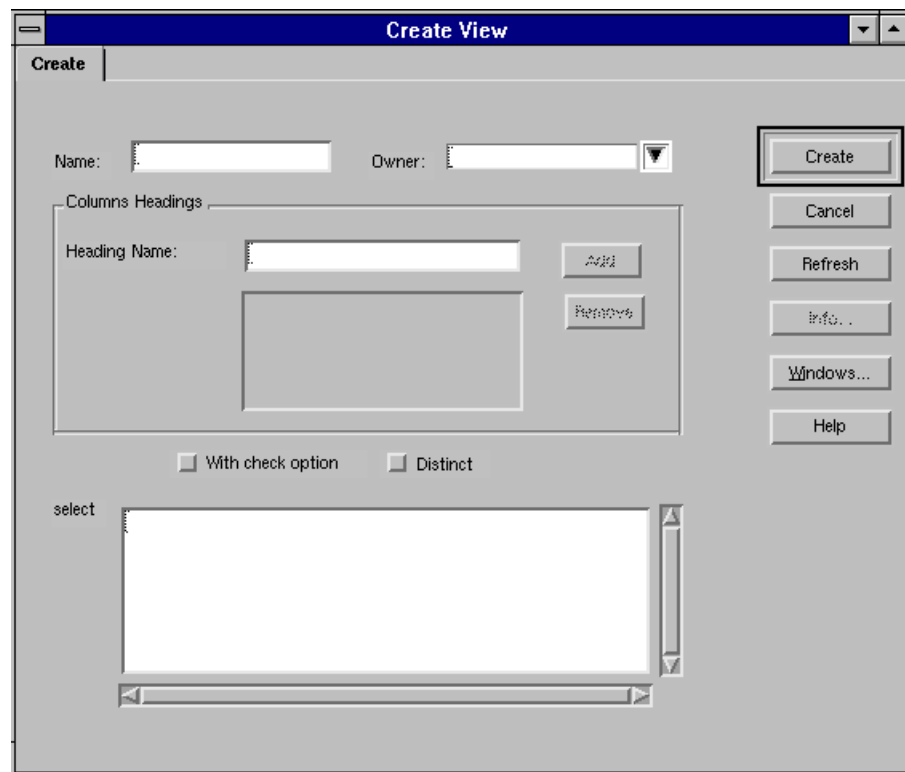 Create View
Create
Name:
Owner:
Create
Columns Headings
Cancel
Heading Name:
Add
Refresh
Remove
Info...
Windows...
Help
With check option
Distinct
select